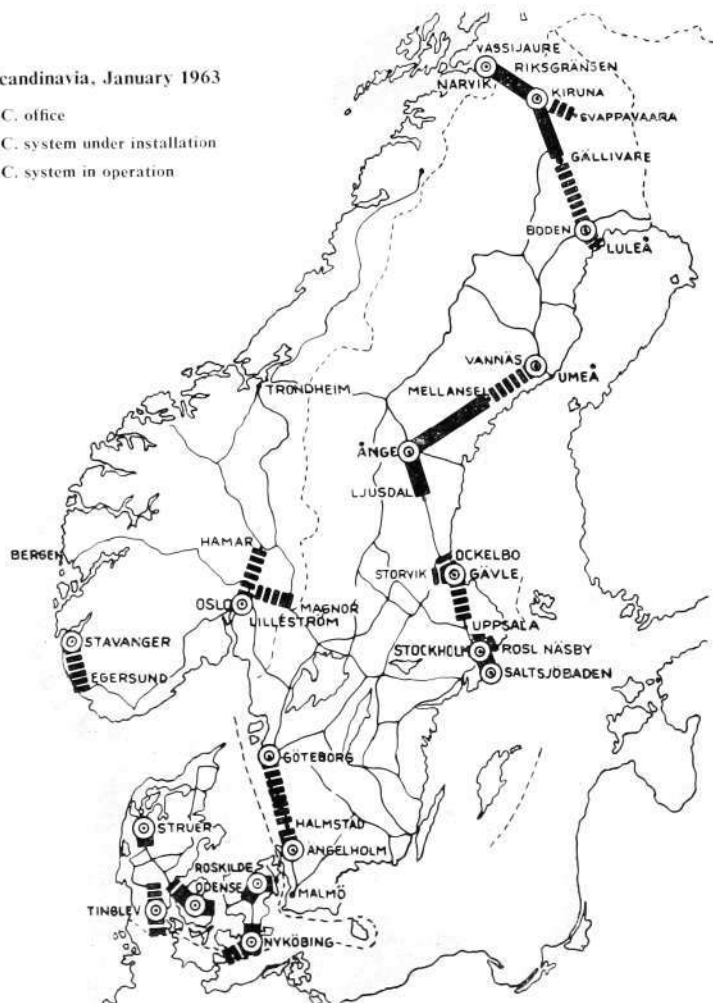 candinavia, January 1963
C. office
C. system under installation
C. system in operation
VASSIJAURE
RIKSGRÄNSEN
NARVIK
KIRUNA
SVAPPAVAARA
GÄLLIVARE
BODEN
LULEÅ
VANNÄS
UMEÅ
MELLANSEL
TRONDHEIM
ÅNGE
LJUSDAL
HAMAR
BERGEN
OCKELBO
STORVIK
GÄVLE
OSLO
MAGNOR
LILLESTRÖM
UPPSALA
STAVANGER
STOCKHOLM
ROSL NÄSBY
EGERSUND
SALTSJÖBADEN
GÖTEBORG
HALMSTAD
STRUER
ÄNGELHOLM
ROSKILDE
ODENSE
MALMÖ
TINGLEV
NYKÖBING